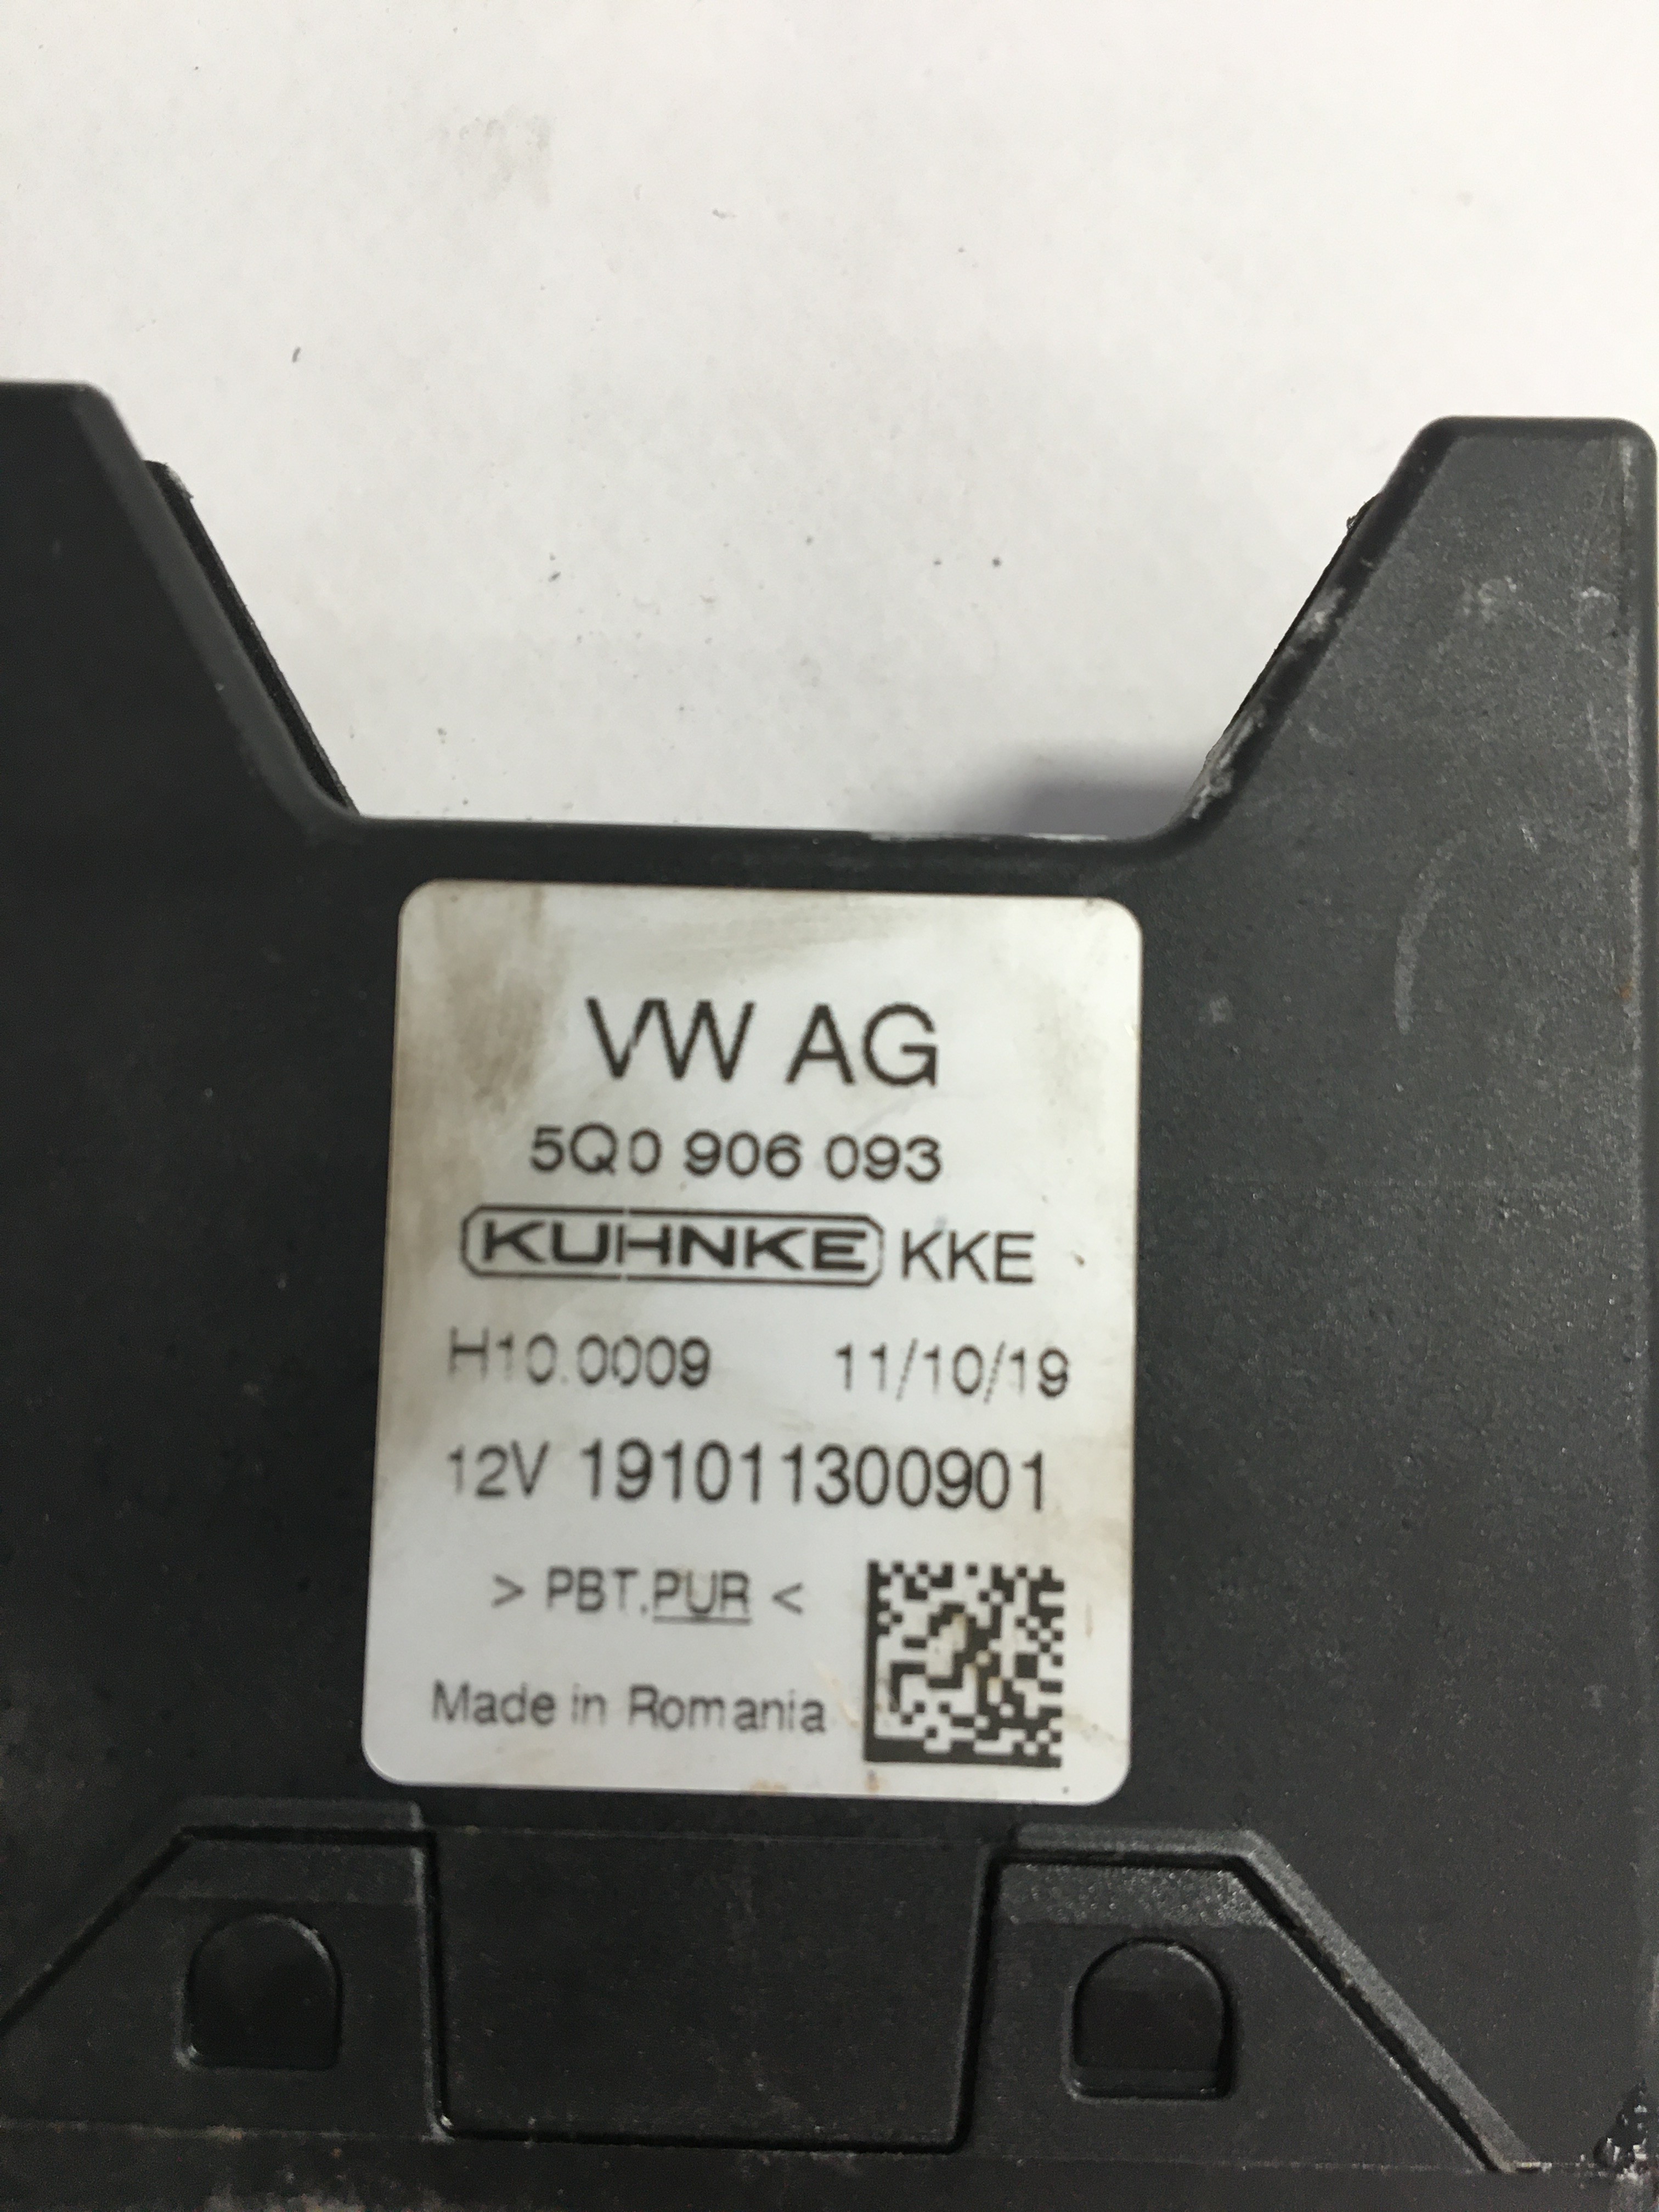 VW AG
5Q0 906 093
KUHNKE KKE
H10.0009 11/10/19
12V 191011300901
> PBT.PUR <
Made in Romania